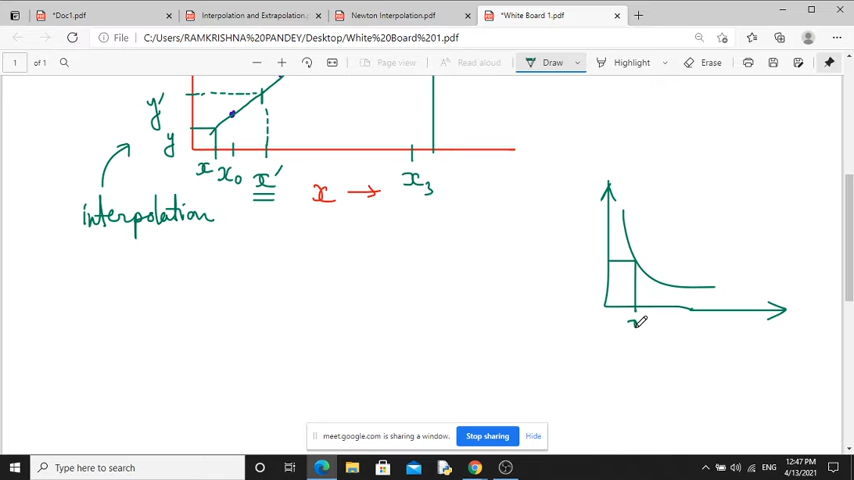 *Doc1.pdf
Interpolation and Extrapolation.pd
Newton Interpolation.pdf
*White Board 1.pdf
File
C:/Users/RAMKRISHNA%20PANDEY/Desktop/White%20Board%201.pdf
1 of 1
Page view
Read aloud
Draw
Highlight
Erase
y'
y
x x₀ x' x₃
x →
interpolation
meet.google.com is sharing a window.
Stop sharing
Hide
Type here to search
ENG
12:47 PM
4/13/2021